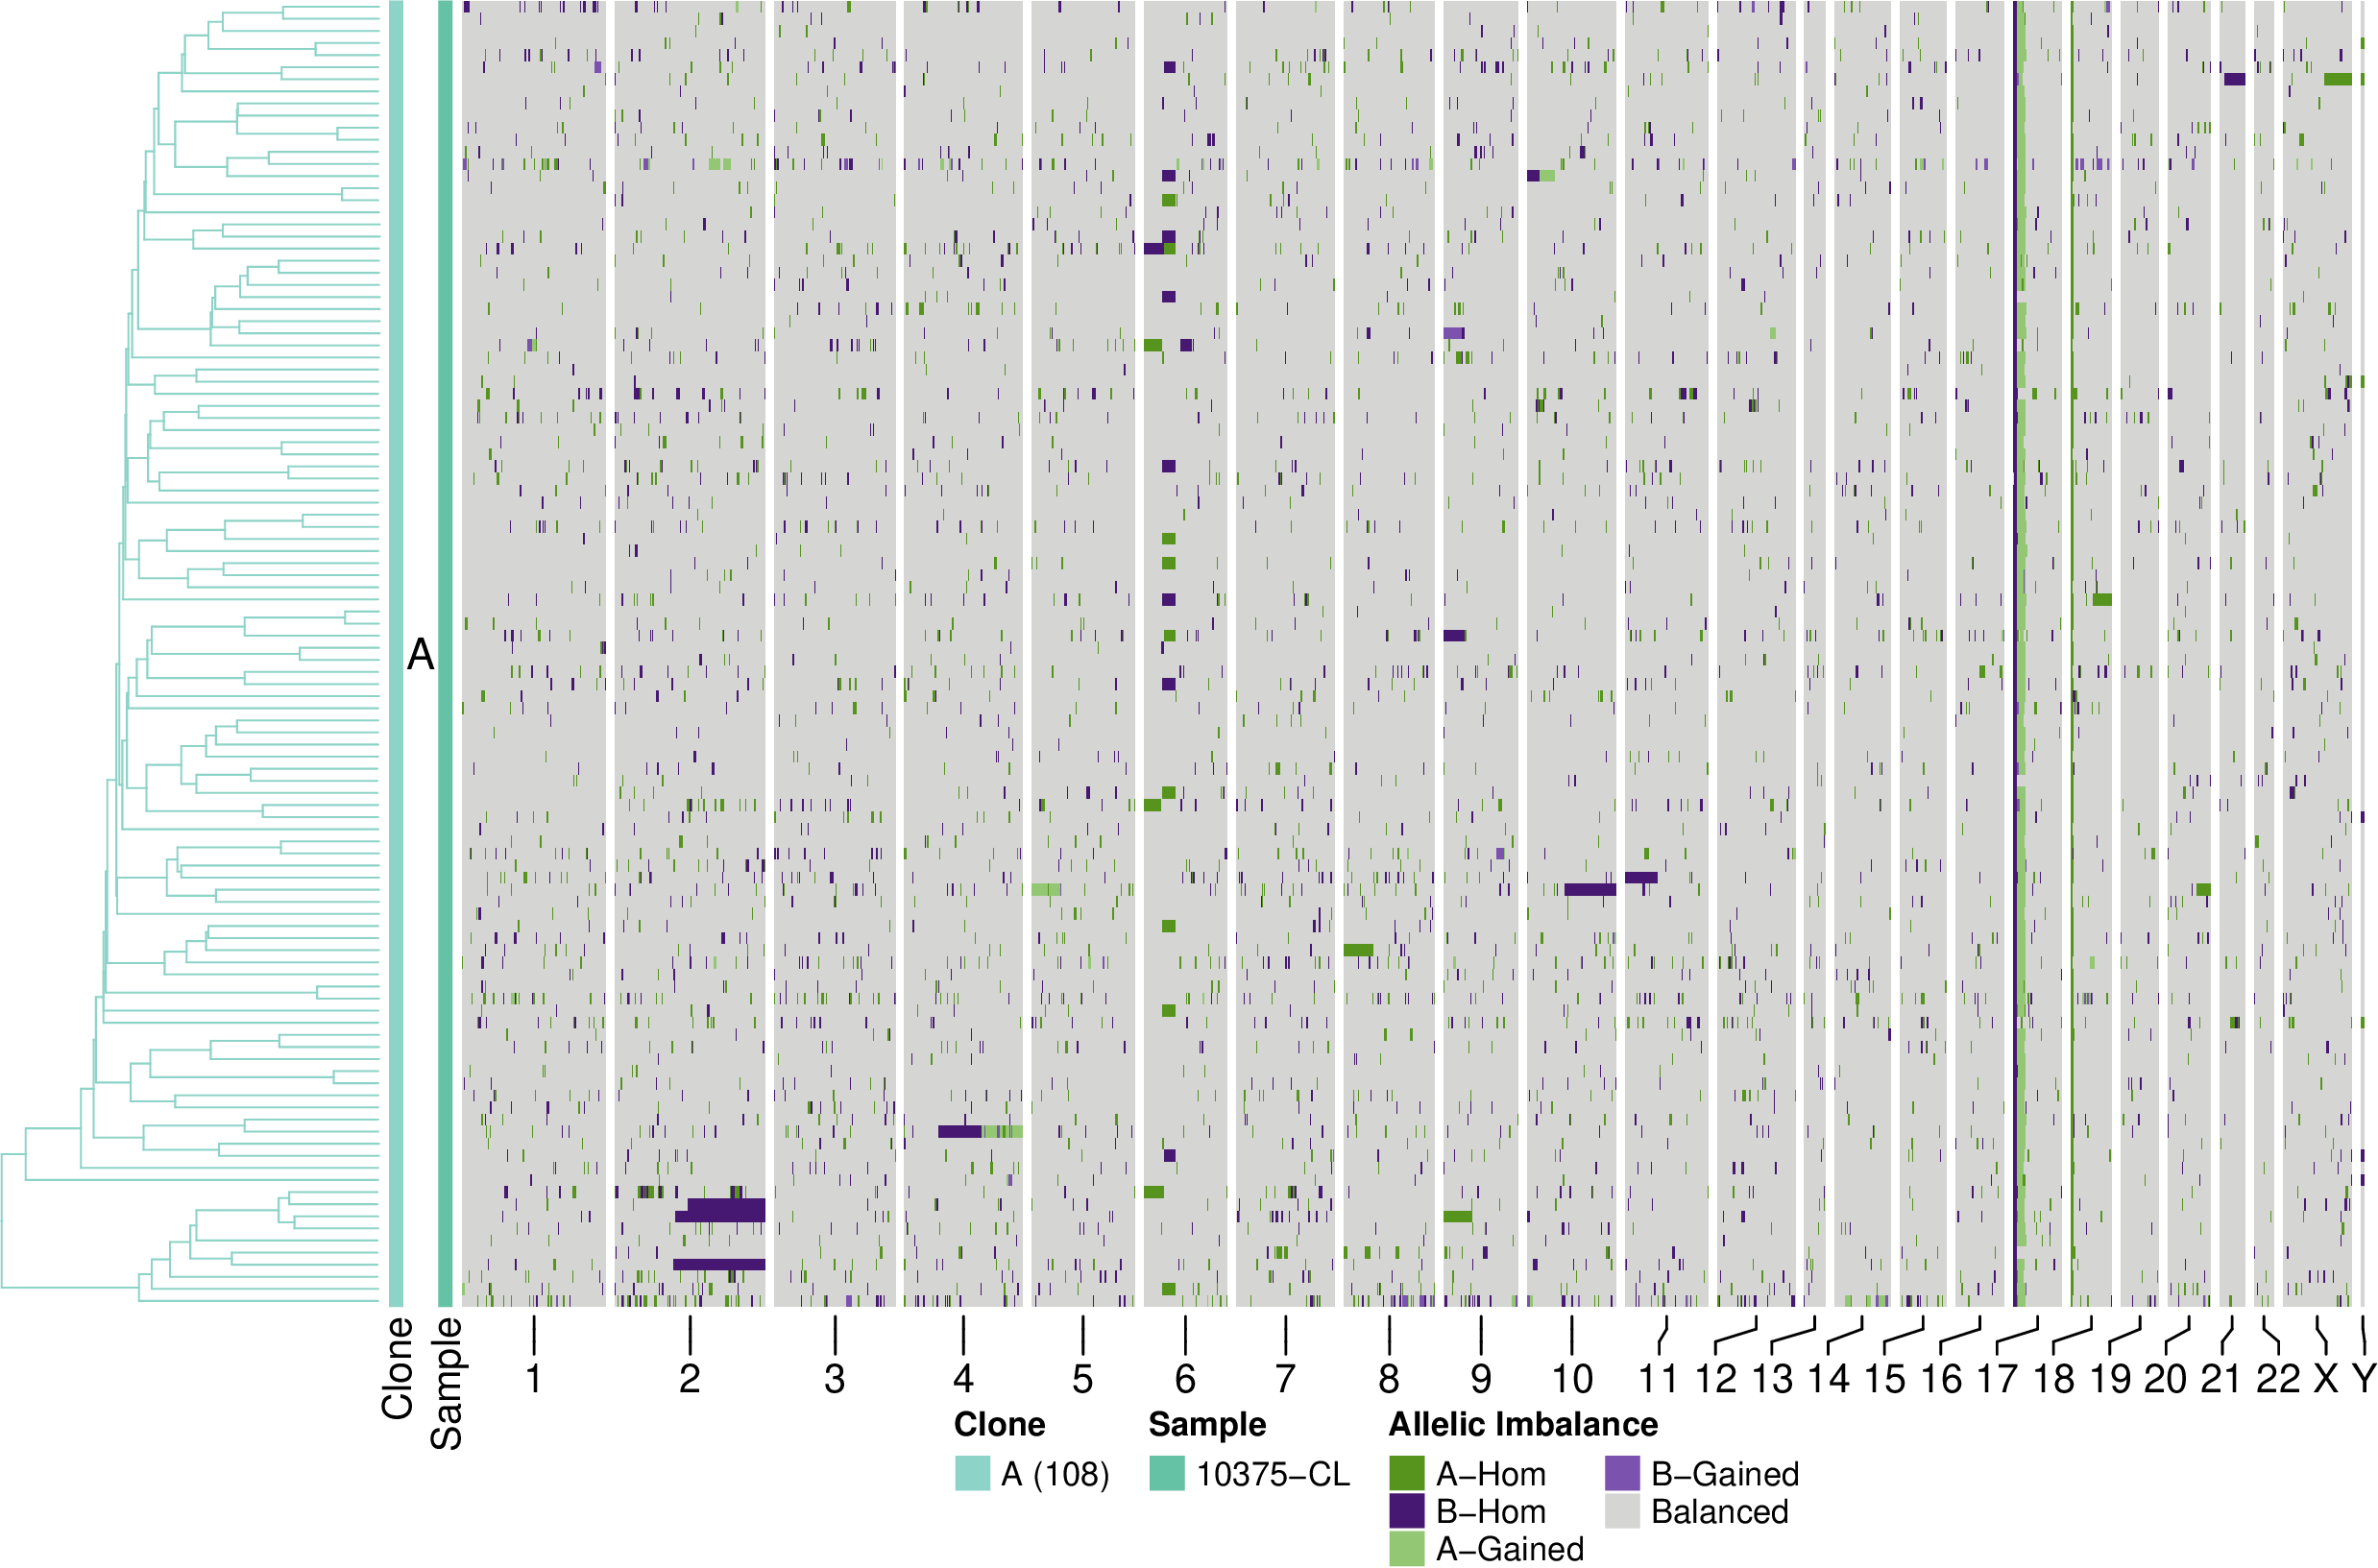 A
Clone
Sample
1 2 3 4 5 6 7 8 9 10 11 12 13 14 15 16 17 18 19 20 21 22 X Y
Clone Sample Allelic Imbalance
A (108) 10375−CL A−Hom B−Gained
B−Hom Balanced
A−Gained